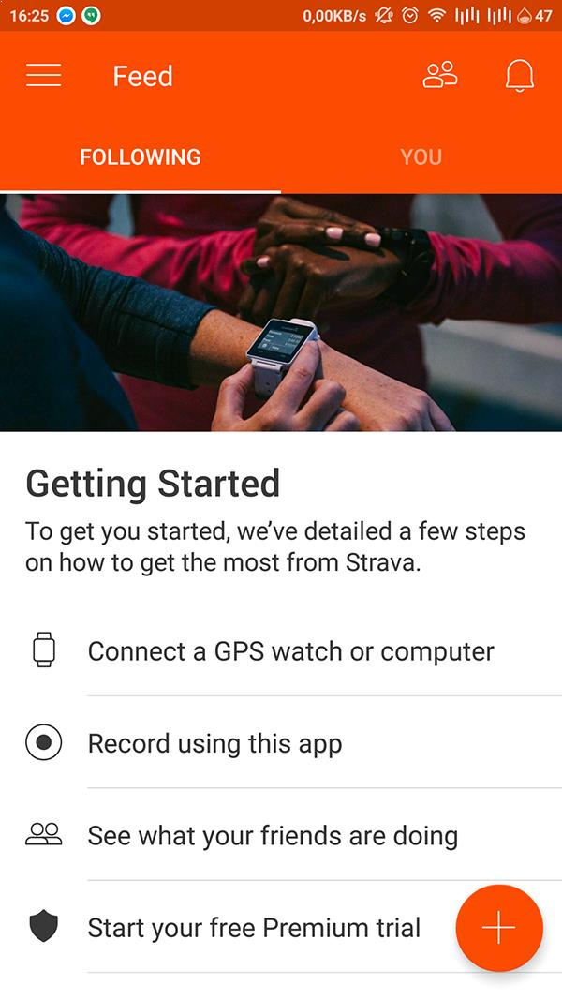 16:25 0,00KB/s 47
Feed
FOLLOWING YOU
Getting Started
To get you started, we’ve detailed a few steps
on how to get the most from Strava.
Connect a GPS watch or computer
Record using this app
See what your friends are doing
Start your free Premium trial